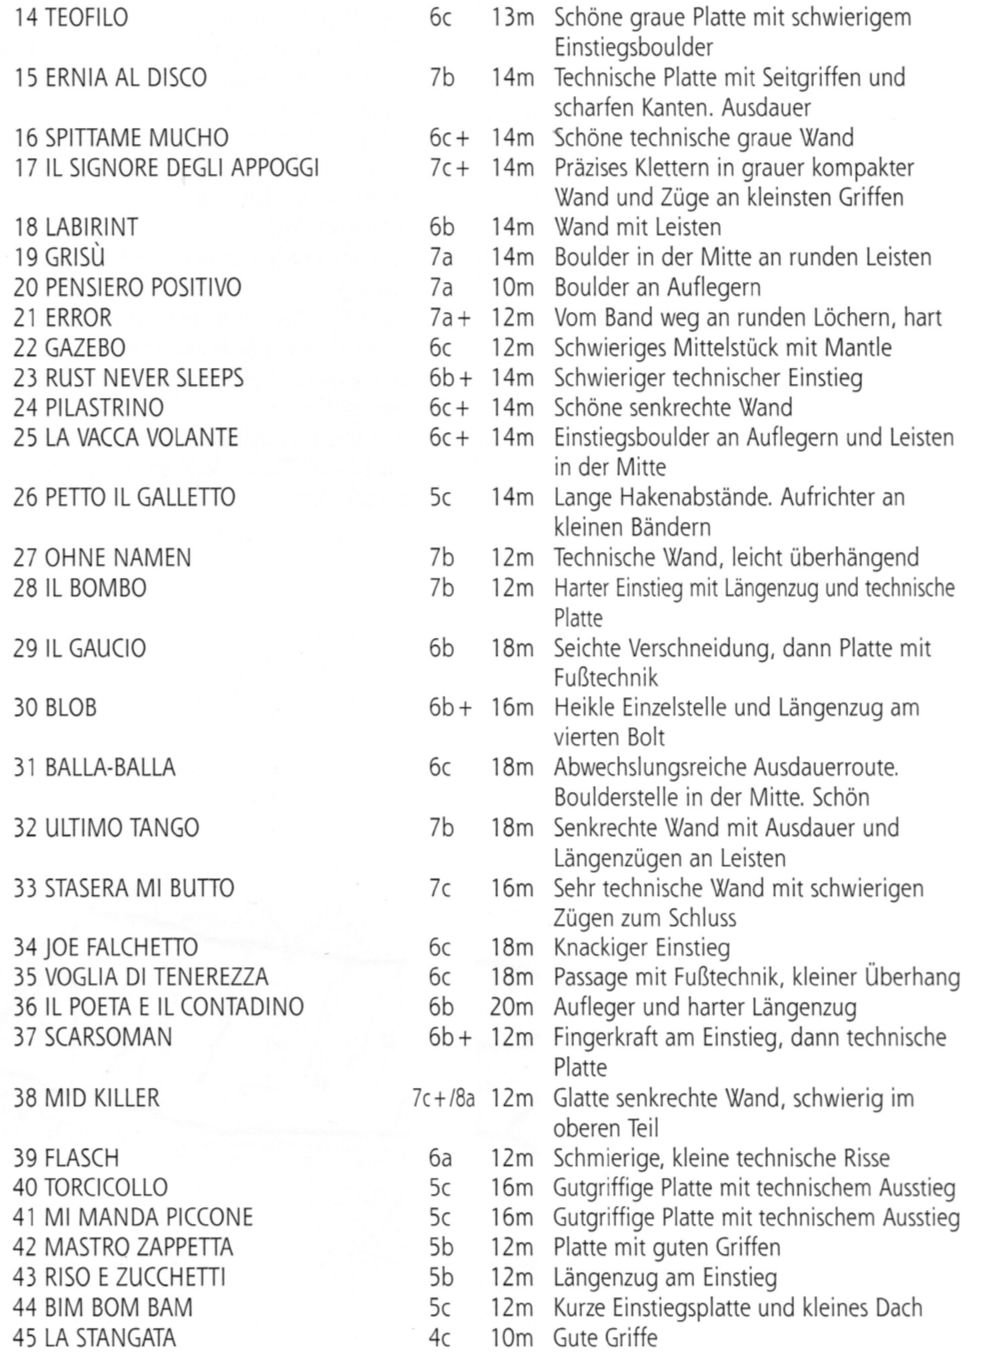 14 TEOFILO 6c 13m Schöne graue Platte mit schwierigem
Einstiegsboulder
15 ERNIA AL DISCO 7b 14m Technische Platte mit Seitgriffen und
scharfen Kanten. Ausdauer
16 SPITTAME MUCHO 6c+ 14m Schöne technische graue Wand
17 IL SIGNORE DEGLI APPOGGI 7c+ 14m Präzises Klettern in grauer kompakter
Wand und Züge an kleinsten Griffen
18 LABIRINT 6b 14m Wand mit Leisten
19 GRISÙ 7a 14m Boulder in der Mitte an runden Leisten
20 PENSIERO POSITIVO 7a 10m Boulder an Auflegern
21 ERROR 7a+ 12m Vom Band weg an runden Löchern, hart
22 GAZEBO 6c 12m Schwieriges Mittelstück mit Mantle
23 RUST NEVER SLEEPS 6b+ 14m Schwieriger technischer Einstieg
24 PILASTRINO 6c+ 14m Schöne senkrechte Wand
25 LA VACCA VOLANTE 6c+ 14m Einstiegsboulder an Auflegern und Leisten
in der Mitte
26 PETTO IL GALLETTO 5c 14m Lange Hakenabstände. Aufrichter an
kleinen Bändern
27 OHNE NAMEN 7b 12m Technische Wand, leicht überhängend
28 IL BOMBO 7b 12m Harter Einstieg mit Längenzug und technische
Platte
29 IL GAUCIO 6b 18m Seichte Verschneidung, dann Platte mit
Fußtechnik
30 BLOB 6b+ 16m Heikle Einzelstelle und Längenzug am
vierten Bolt
31 BALLA-BALLA 6c 18m Abwechslungsreiche Ausdauerroute.
Boulderstelle in der Mitte. Schön
32 ULTIMO TANGO 7b 18m Senkrechte Wand mit Ausdauer und
Längenzügen an Leisten
33 STASERA MI BUTTO 7c 16m Sehr technische Wand mit schwierigen
Zügen zum Schluss
34 JOE FALCHETTO 6c 18m Knackiger Einstieg
35 VOGLIA DI TENEREZZA 6c 18m Passage mit Fußtechnik, kleiner Überhang
36 IL POETA E IL CONTADINO 6b 20m Aufleger und harter Längenzug
37 SCARSOMAN 6b+ 12m Fingerkraft am Einstieg, dann technische
Platte
38 MID KILLER 7c+/8a 12m Glatte senkrechte Wand, schwierig im
oberen Teil
39 FLASCH 6a 12m Schmierige, kleine technische Risse
40 TORCICOLLO 5c 16m Gutgriffige Platte mit technischem Ausstieg
41 MI MANDA PICCONE 5c 16m Gutgriffige Platte mit technischem Ausstieg
42 MASTRO ZAPPETTA 5b 12m Platte mit guten Griffen
43 RISO E ZUCCHETTI 5b 12m Längenzug am Einstieg
44 BIM BOM BAM 5c 12m Kurze Einstiegsplatte und kleines Dach
45 LA STANGATA 4c 10m Gute Griffe